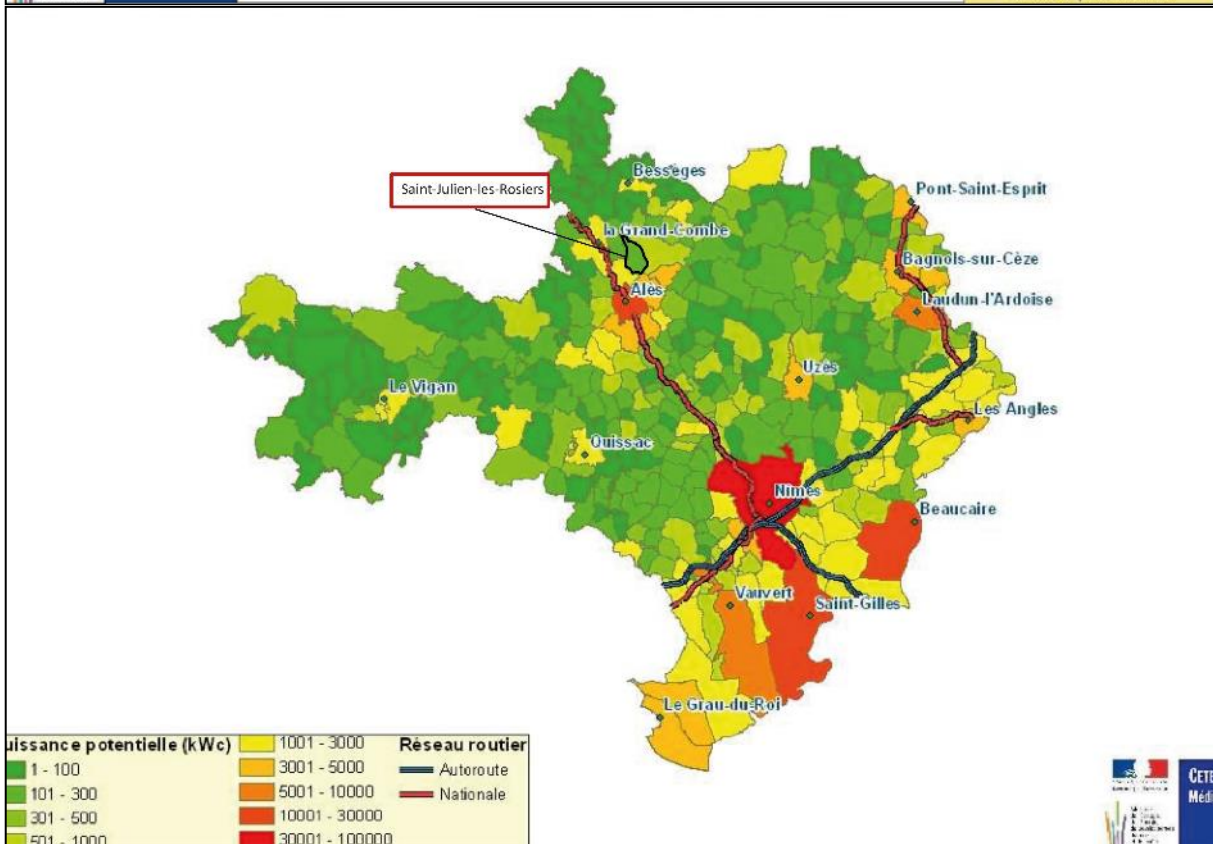 Bessèges
Pont-Saint-Esprit
Saint-Julien-les-Rosiers
la Grand-Combe
Bagnols-sur-Cèze
Alès
Laudun-l'Ardoise
Uzès
Le Vigan
Les Angles
Quissac
Nîmes
Beaucaire
Vauvert
Saint-Gilles
Le Grau-du-Roi
uissance potentielle (kWc)
1 - 100
101 - 300
301 - 500
501 - 1000
1001 - 3000
3001 - 5000
5001 - 10000
10001 - 30000
30001 - 100000
Réseau routier
Autoroute
Nationale
CETE
Médi